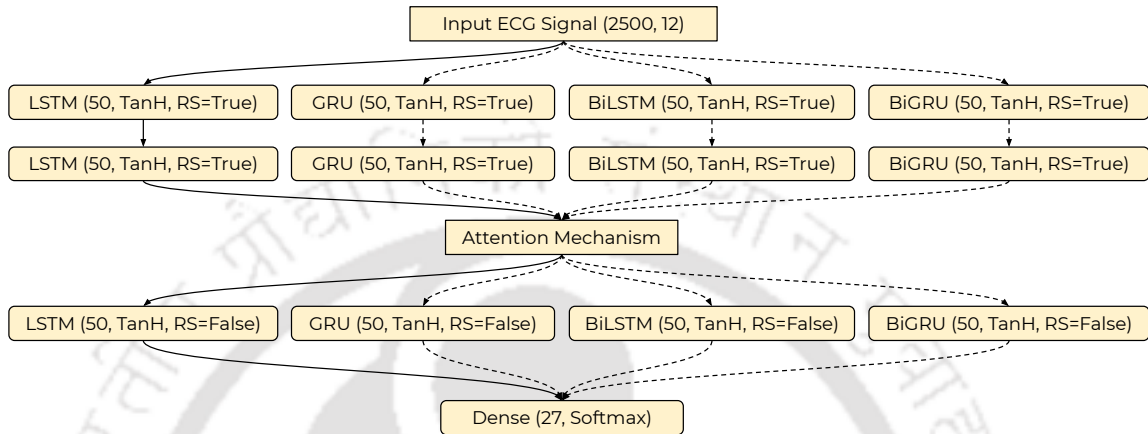 Input ECG Signal (2500, 12)
LSTM (50, TanH, RS=True)
GRU (50, TanH, RS=True)
BiLSTM (50, TanH, RS=True)
BiGRU (50, TanH, RS=True)
LSTM (50, TanH, RS=True)
GRU (50, TanH, RS=True)
BiLSTM (50, TanH, RS=True)
BiGRU (50, TanH, RS=True)
Attention Mechanism
LSTM (50, TanH, RS=False)
GRU (50, TanH, RS=False)
BiLSTM (50, TanH, RS=False)
BiGRU (50, TanH, RS=False)
Dense (27, Softmax)